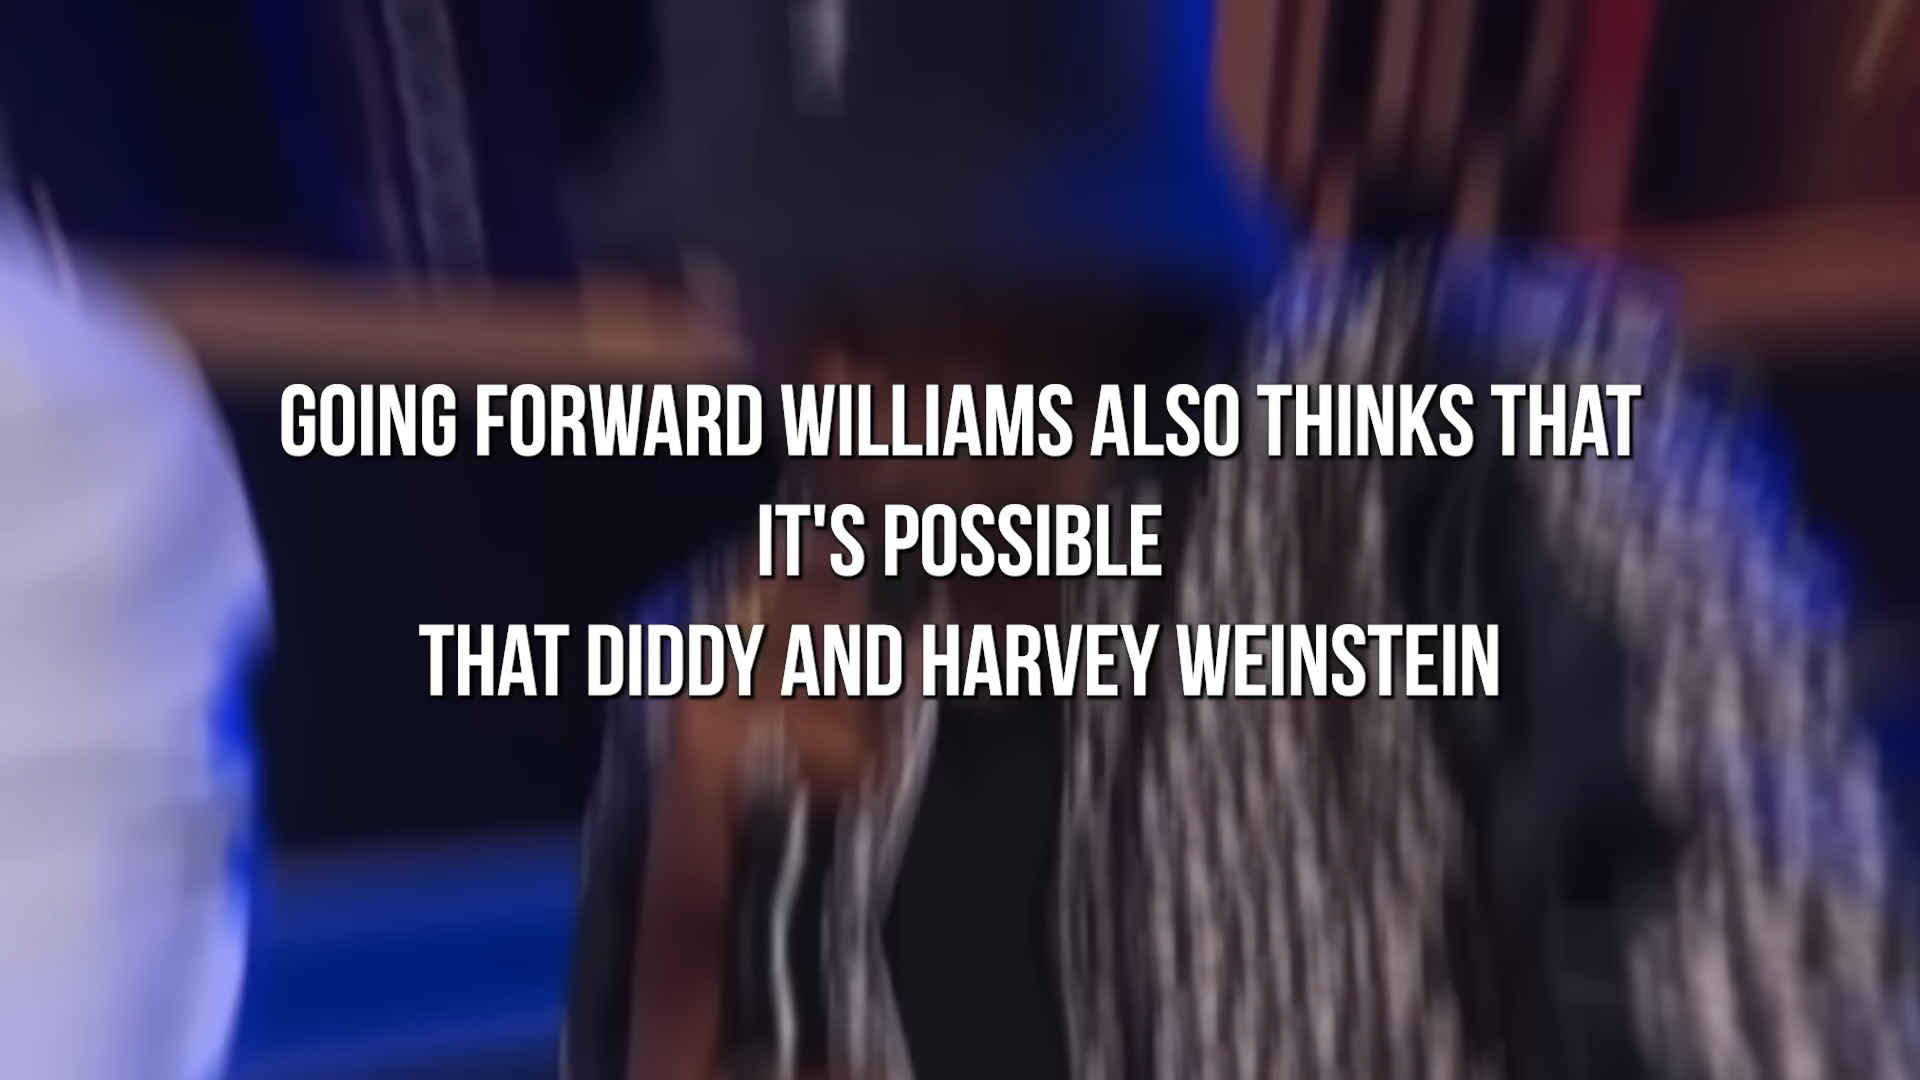 GOING FORWARD WILLIAMS ALSO THINKS THAT
IT'S POSSIBLE
THAT DIDDY AND HARVEY WEINSTEIN